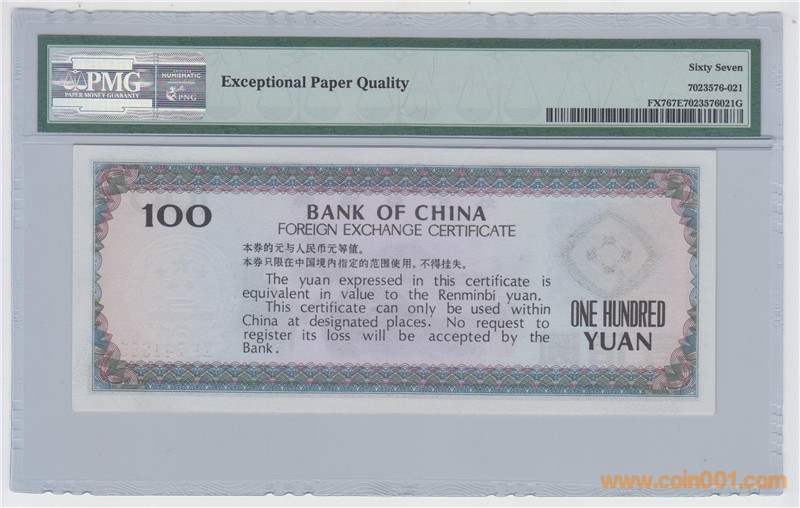 PMG
PAPER MONEY GUARANTY
NUMISMATIC
PNG
Exceptional Paper Quality
Sixty Seven
7023576-021
FX767E7023576021G
100
BANK OF CHINA
FOREIGN EXCHANGE CERTIFICATE
本券的元与人民币元等值。
本券只限在中国境内指定的范围使用，不得挂失。
The yuan expressed in this certificate is
equivalent in value to the Renminbi yuan.
This certificate can only be used within
China at designated places. No request to
register its loss will be accepted by the
Bank.
ONE HUNDRED
YUAN
www.coin001.com